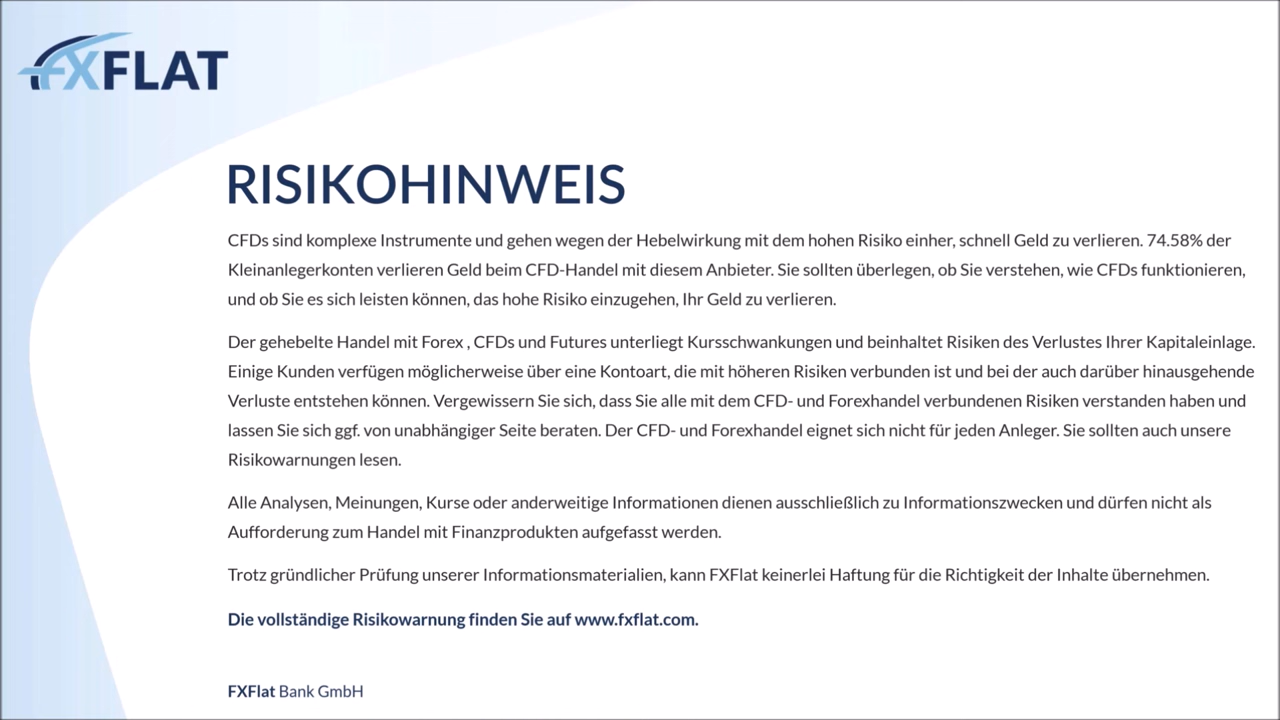 FXFLAT
RISIKOHINWEIS
CFDs sind komplexe Instrumente und gehen wegen der Hebelwirkung mit dem hohen Risiko einher, schnell Geld zu verlieren. 74.58% der
Kleinanlegerkonten verlieren Geld beim CFD-Handel mit diesem Anbieter. Sie sollten überlegen, ob Sie verstehen, wie CFDs funktionieren,
und ob Sie es sich leisten können, das hohe Risiko einzugehen, Ihr Geld zu verlieren.
Der gehebelte Handel mit Forex , CFDs und Futures unterliegt Kursschwankungen und beinhaltet Risiken des Verlustes Ihrer Kapitaleinlage.
Einige Kunden verfügen möglicherweise über eine Kontoart, die mit höheren Risiken verbunden ist und bei der auch darüber hinausgehende
Verluste entstehen können. Vergewissern Sie sich, dass Sie alle mit dem CFD- und Forexhandel verbundenen Risiken verstanden haben und
lassen Sie sich ggf. von unabhängiger Seite beraten. Der CFD- und Forexhandel eignet sich nicht für jeden Anleger. Sie sollten auch unsere
Risikowarnungen lesen.
Alle Analysen, Meinungen, Kurse oder anderweitige Informationen dienen ausschließlich zu Informationszwecken und dürfen nicht als
Aufforderung zum Handel mit Finanzprodukten aufgefasst werden.
Trotz gründlicher Prüfung unserer Informationsmaterialien, kann FXFlat keinerlei Haftung für die Richtigkeit der Inhalte übernehmen.
Die vollständige Risikowarnung finden Sie auf www.fxflat.com.
FXFlat Bank GmbH